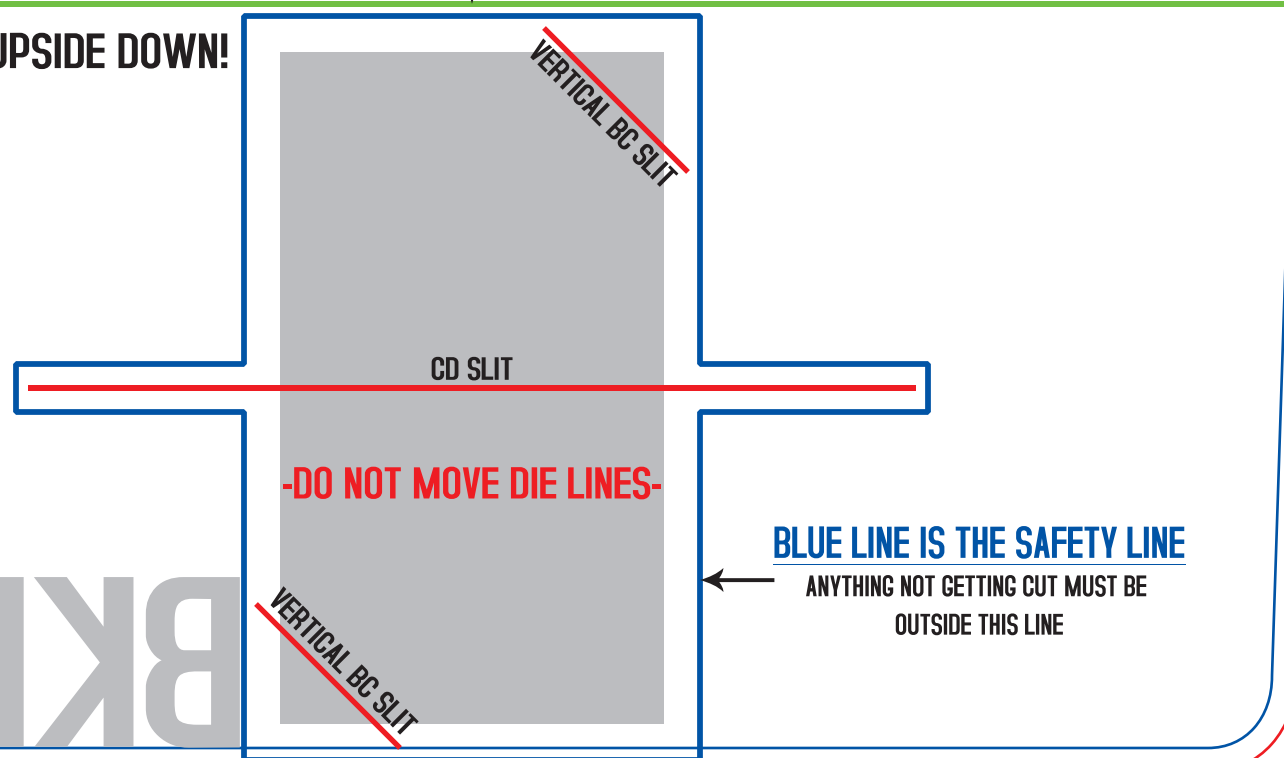 UPSIDE DOWN!
VERTICAL BC SLIT
CD SLIT
-DO NOT MOVE DIE LINES-
BLUE LINE IS THE SAFETY LINE
ANYTHING NOT GETTING CUT MUST BE
OUTSIDE THIS LINE
VERTICAL BC SLIT